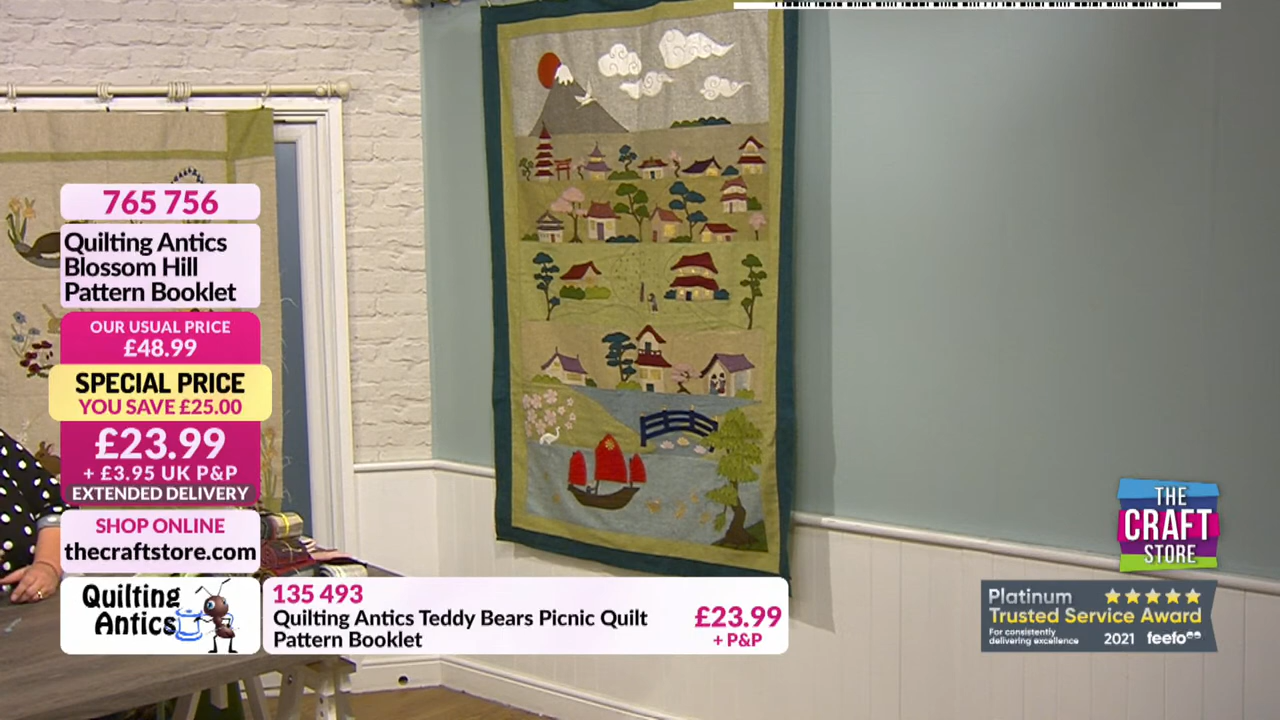 765 756
Quilting Antics
Blossom Hill
Pattern Booklet
OUR USUAL PRICE
£48.99
SPECIAL PRICE
YOU SAVE £25.00
£23.99
+ £3.95 UK P&P
EXTENDED DELIVERY
SHOP ONLINE
thecraftstore.com
Quilting
Antics
135 493
Quilting Antics Teddy Bears Picnic Quilt
Pattern Booklet
£23.99
+ P&P
THE
CRAFT
STORE
Platinum
Trusted Service Award
For consistently
delivering excellence
2021 feefo